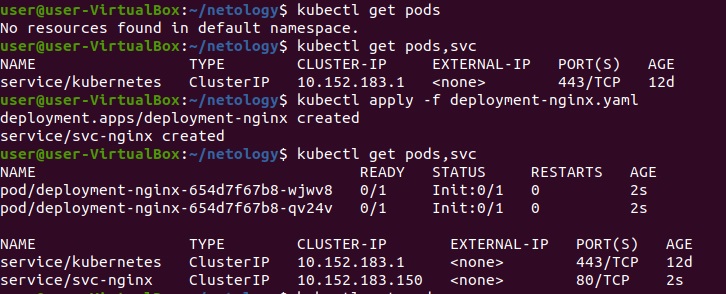 user@user-VirtualBox:~/netology$ kubectl get pods
No resources found in default namespace.
user@user-VirtualBox:~/netology$ kubectl get pods,svc
NAME                 TYPE        CLUSTER-IP     EXTERNAL-IP   PORT(S)   AGE
service/kubernetes   ClusterIP   10.152.183.1   <none>        443/TCP   12d
user@user-VirtualBox:~/netology$ kubectl apply -f deployment-nginx.yaml
deployment.apps/deployment-nginx created
service/svc-nginx created
user@user-VirtualBox:~/netology$ kubectl get pods,svc
NAME                                    READY   STATUS     RESTARTS   AGE
pod/deployment-nginx-654d7f67b8-wjwv8   0/1     Init:0/1   0          2s
pod/deployment-nginx-654d7f67b8-qv24v   0/1     Init:0/1   0          2s
NAME                 TYPE        CLUSTER-IP       EXTERNAL-IP   PORT(S)   AGE
service/kubernetes   ClusterIP   10.152.183.1     <none>        443/TCP   12d
service/svc-nginx    ClusterIP   10.152.183.150   <none>        80/TCP    2s